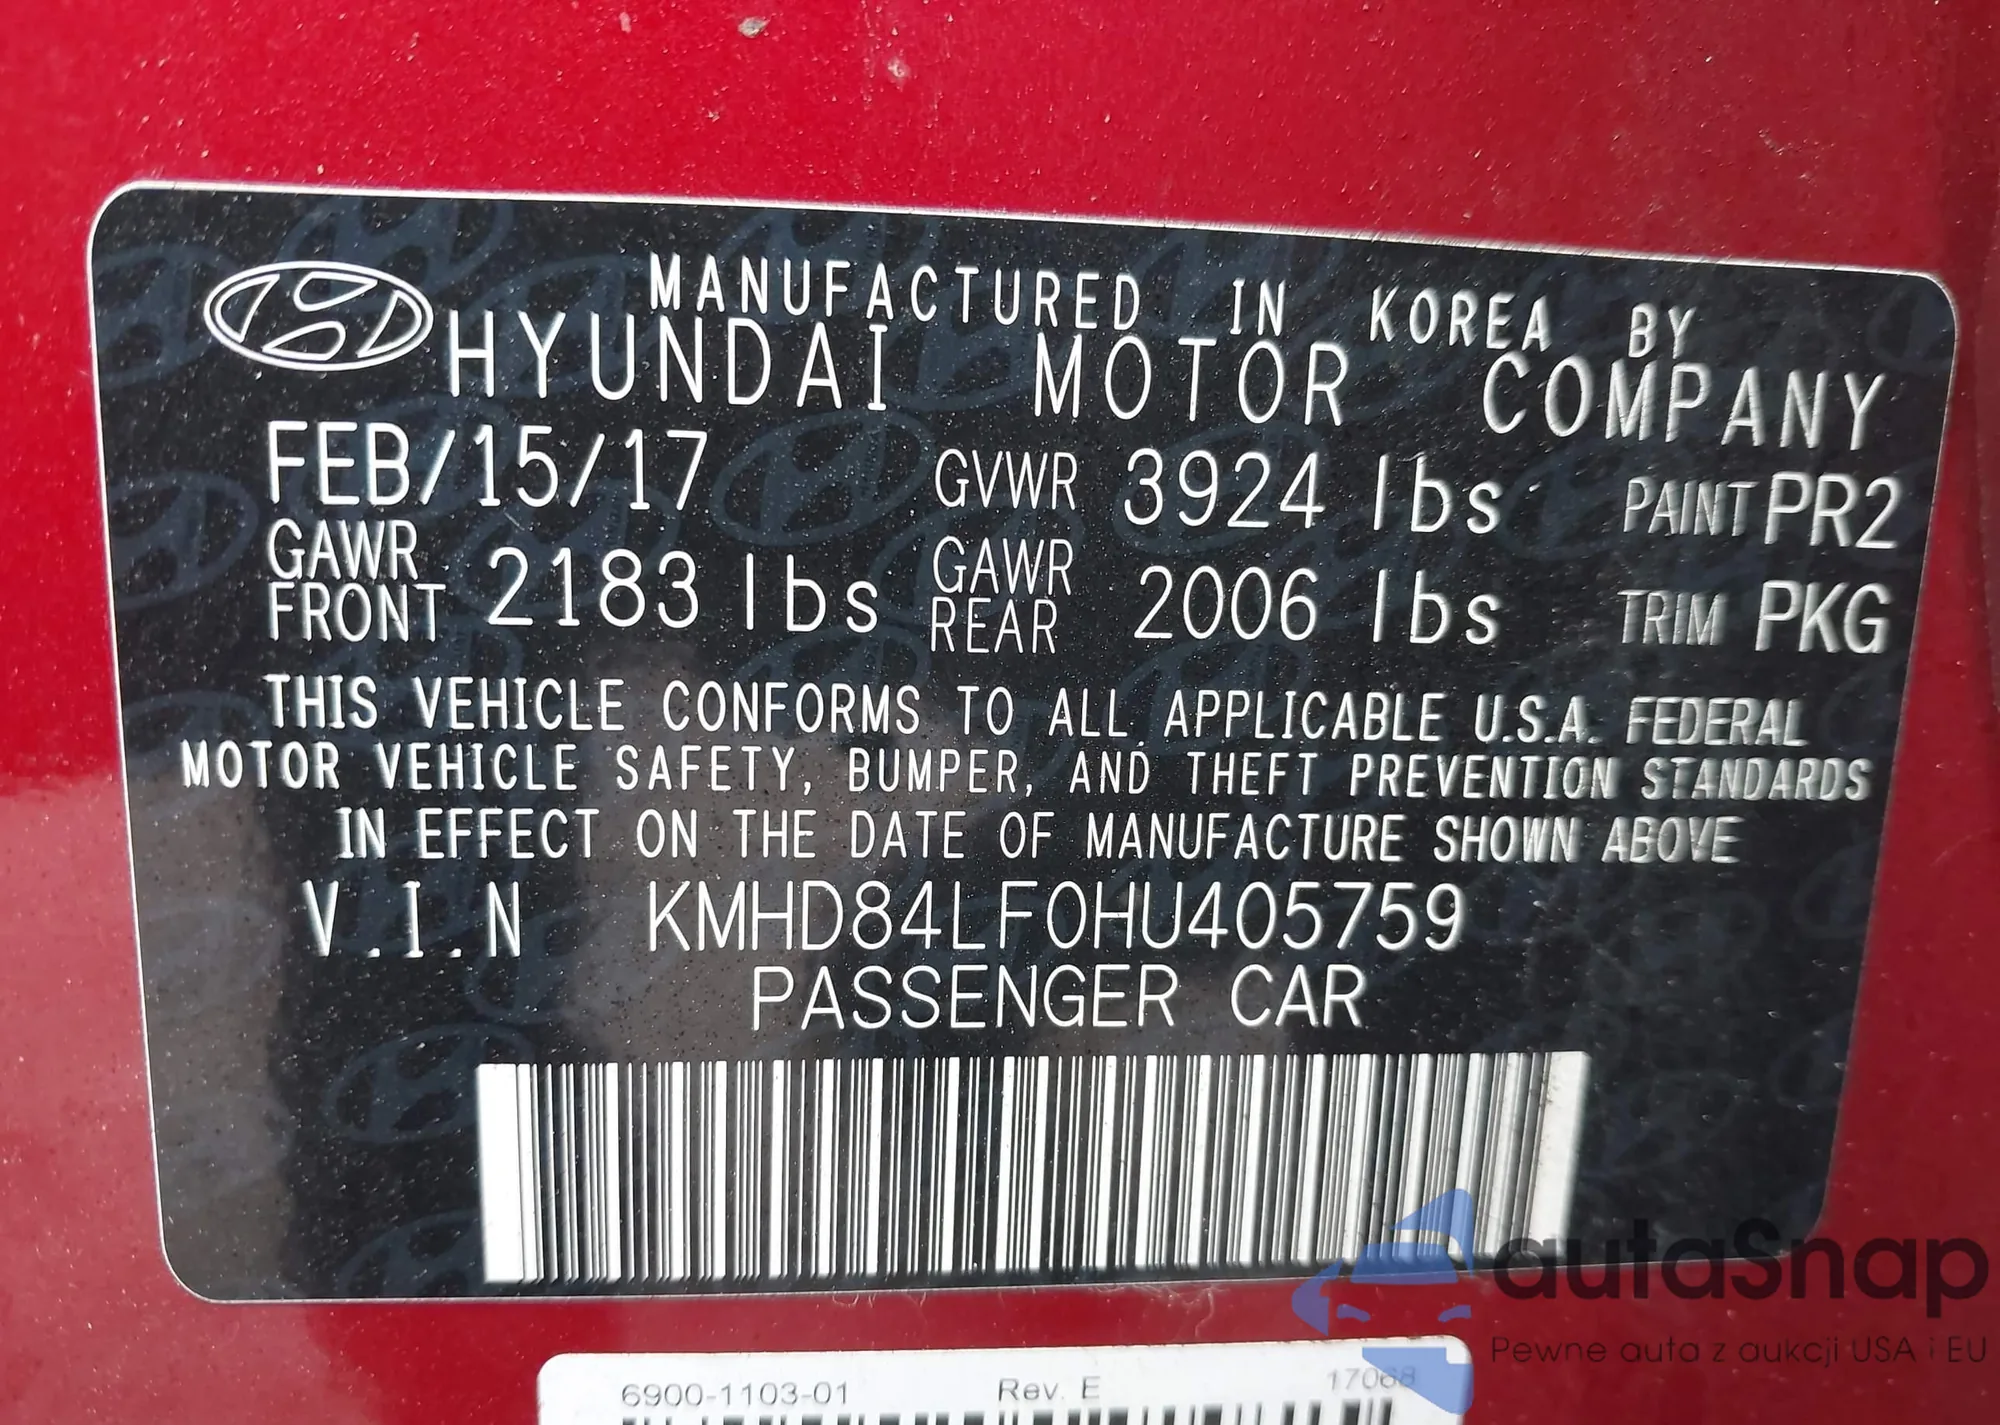 MANUFACTURED IN KOREA BY
HYUNDAI MOTOR COMPANY
FEB/15/17 GVWR 3924 lbs PAINT PR2
GAWR FRONT 2183 lbs GAWR REAR 2006 lbs TRIM PKG
THIS VEHICLE CONFORMS TO ALL APPLICABLE U.S.A. FEDERAL
MOTOR VEHICLE SAFETY, BUMPER, AND THEFT PREVENTION STANDARDS
IN EFFECT ON THE DATE OF MANUFACTURE SHOWN ABOVE
V.I.N KMHD84LF0HU405759
PASSENGER CAR
autaSnap
Pewne auta z aukcji USA i EU
6900-1103-01 Rev. E 17068